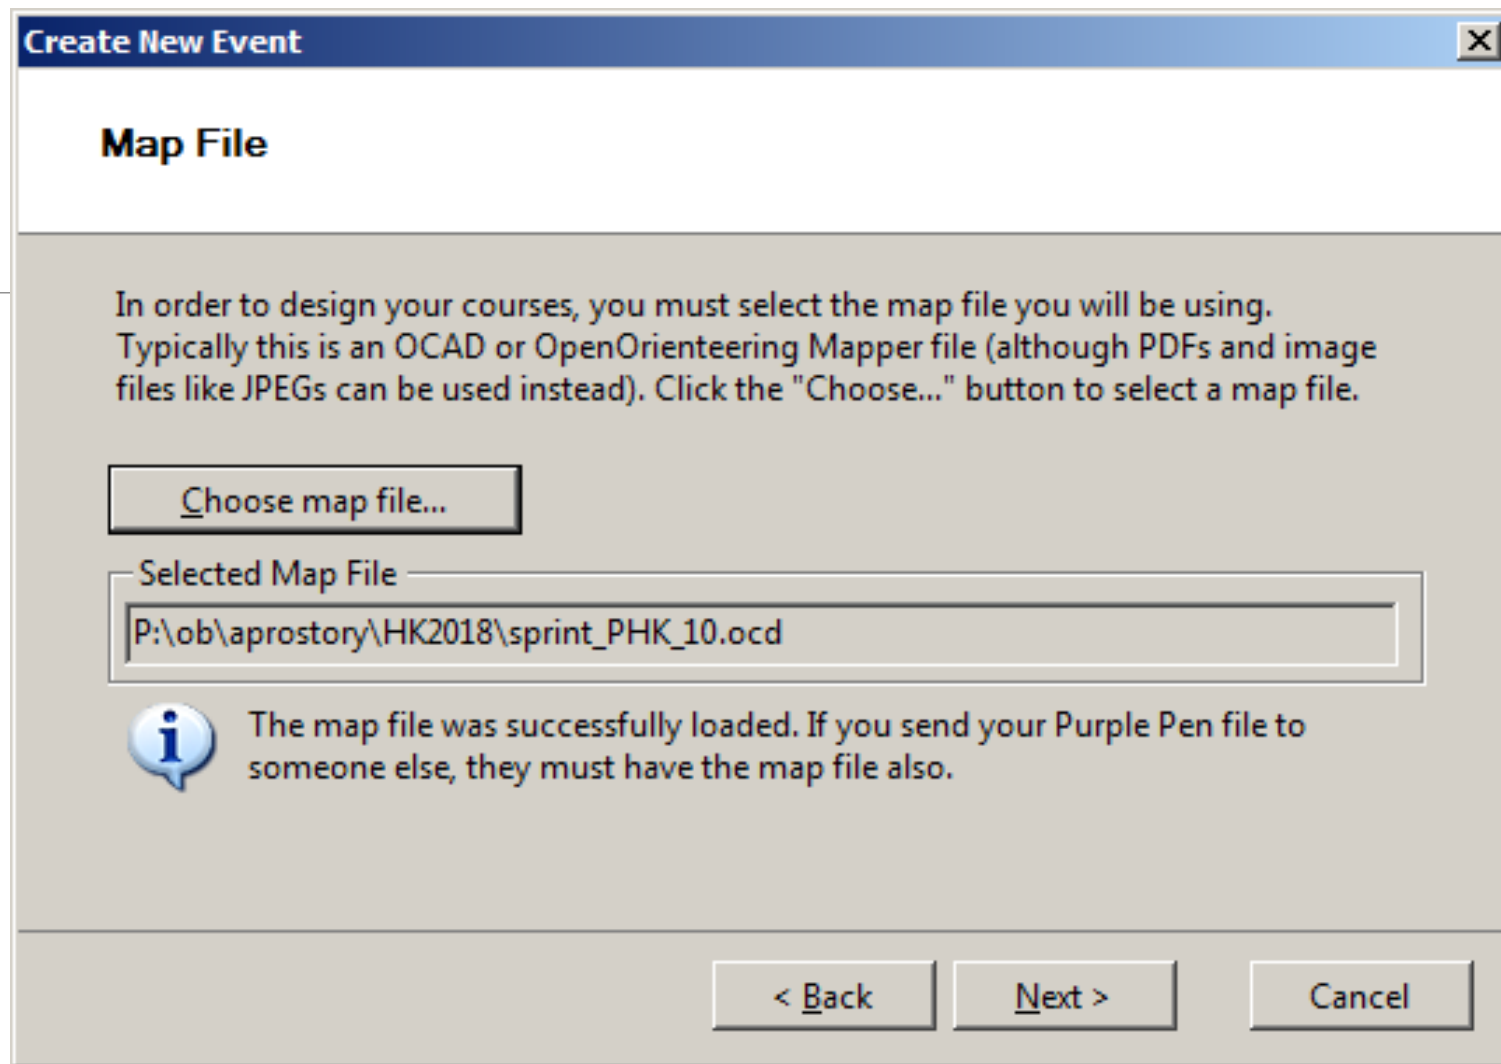 Create New Event
Map File
In order to design your courses, you must select the map file you will be using.
Typically this is an OCAD or OpenOrienteering Mapper file (although PDFs and image
files like JPEGs can be used instead). Click the "Choose..." button to select a map file.
Choose map file...
Selected Map File
P:\ob\aprostory\HK2018\sprint_PHK_10.ocd
The map file was successfully loaded. If you send your Purple Pen file to
someone else, they must have the map file also.
< Back
Next >
Cancel